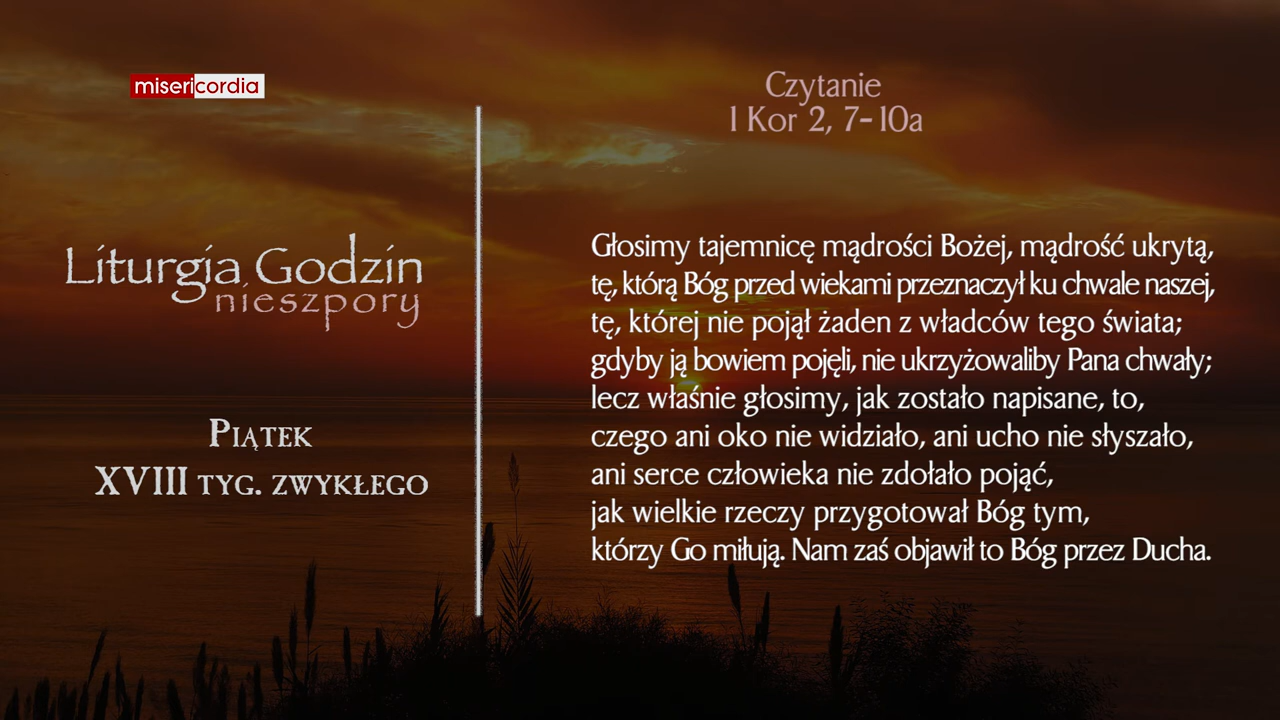 misericordia
Liturgia Godzin
nieszpory
Piątek
XVIII tyg. zwykłego
Czytanie
1 Kor 2, 7-10a
Głosimy tajemnicę mądrości Bożej, mądrość ukrytą,
tę, którą Bóg przed wiekami przeznaczył ku chwale naszej,
tę, której nie pojął żaden z władców tego świata;
gdyby ją bowiem pojęli, nie ukrzyżowaliby Pana chwały;
lecz właśnie głosimy, jak zostało napisane, to,
czego ani oko nie widziało, ani ucho nie słyszało,
ani serce człowieka nie zdołało pojąć,
jak wielkie rzeczy przygotował Bóg tym,
którzy Go miłują. Nam zaś objawił to Bóg przez Ducha.